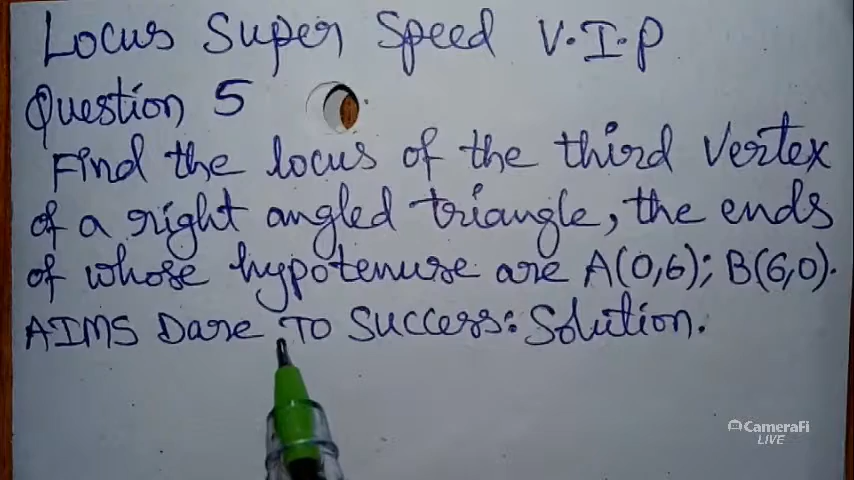 Locus Super Speed V.I.P
Question 5
Find the locus of the third Vertex
of a right angled triangle, the ends
of whose hypotenuse are A(0,6); B(6,0).
AIMS Dare To Success: Solution.
CameraFi
LIVE